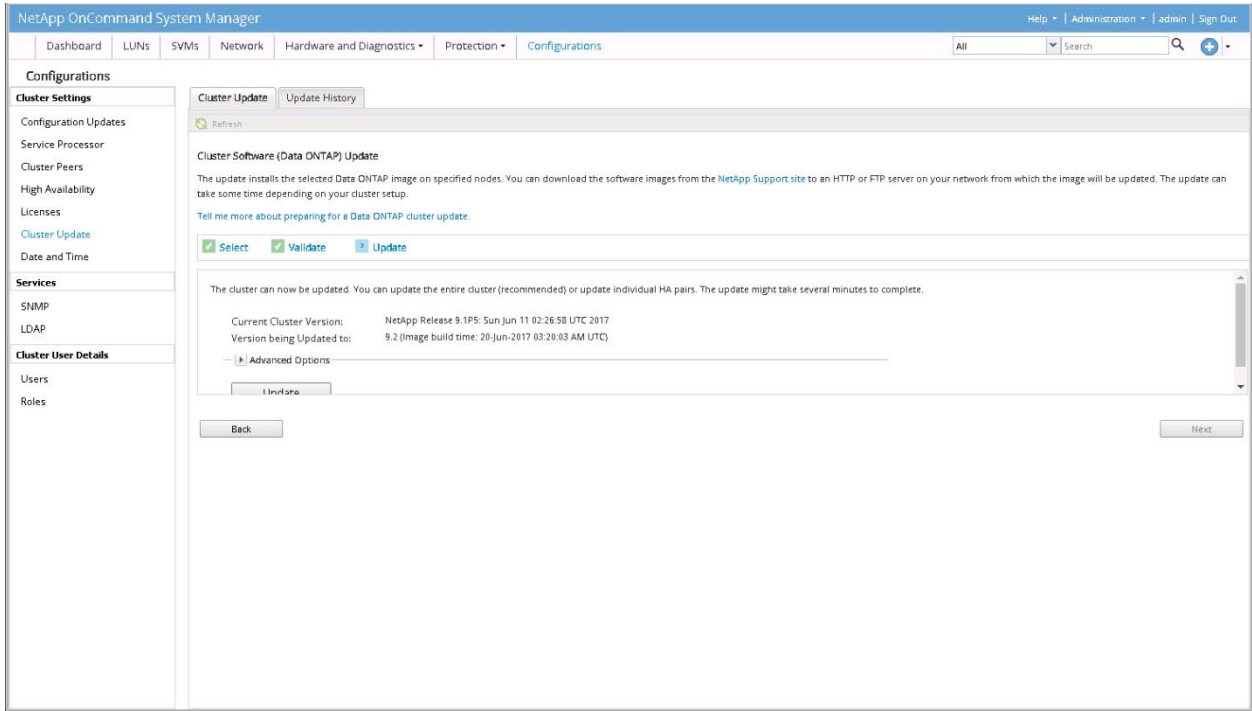 NetApp OnCommand System Manager
Help | Administration | admin | Sign Out
Dashboard LUNs SVMs Network Hardware and Diagnostics Protection Configurations All Search
Configurations
Cluster Settings
Configuration Updates
Service Processor
Cluster Peers
High Availability
Licenses
Cluster Update
Date and Time
Services
SNMP
LDAP
Cluster User Details
Users
Roles
Cluster Update Update History
Refresh
Cluster Software (Data ONTAP) Update
The update installs the selected Data ONTAP image on specified nodes. You can download the software images from the NetApp Support site to an HTTP or FTP server on your network from which the image will be updated. The update can
take some time depending on your cluster setup.
Tell me more about preparing for a Data ONTAP cluster update.
Select Validate 3 Update
The cluster can now be updated. You can update the entire cluster (recommended) or update individual HA pairs. The update might take several minutes to complete.
Current Cluster Version: NetApp Release 9.1P5: Sun Jun 11 02:26:58 UTC 2017
Version being Updated to: 9.2 (Image build time: 20-Jun-2017 03:20:03 AM UTC)
Advanced Options
Update
Back Next